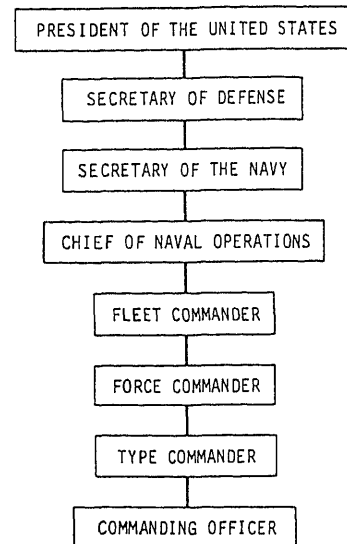 PRESIDENT OF THE UNITED STATES
SECRETARY OF DEFENSE
SECRETARY OF THE NAVY
CHIEF OF NAVAL OPERATIONS
FLEET COMMANDER
FORCE COMMANDER
TYPE COMMANDER
COMMANDING OFFICER